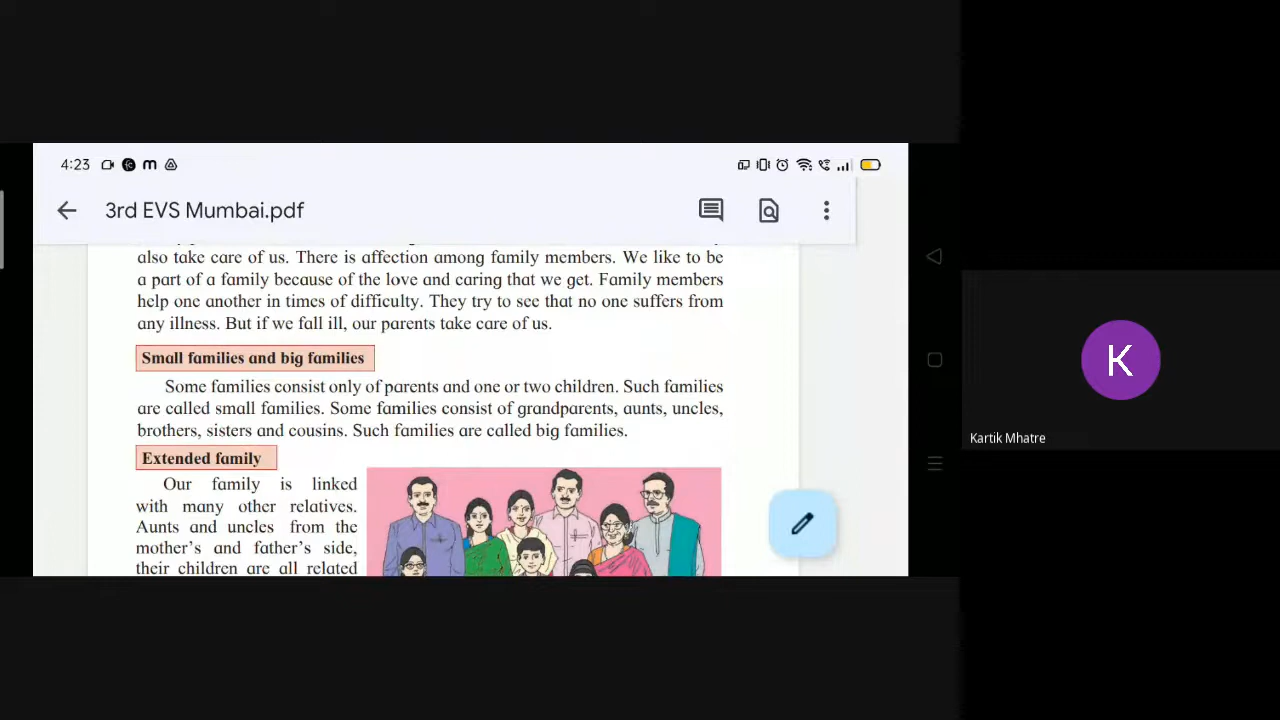 4:23
3rd EVS Mumbai.pdf
also take care of us. There is affection among family members. We like to be
a part of a family because of the love and caring that we get. Family members
help one another in times of difficulty. They try to see that no one suffers from
any illness. But if we fall ill, our parents take care of us.
Small families and big families
Some families consist only of parents and one or two children. Such families
are called small families. Some families consist of grandparents, aunts, uncles,
brothers, sisters and cousins. Such families are called big families.
Extended family
Our family is linked
with many other relatives.
Aunts and uncles from the
mother's and father's side,
their children are all related
K
Kartik Mhatre